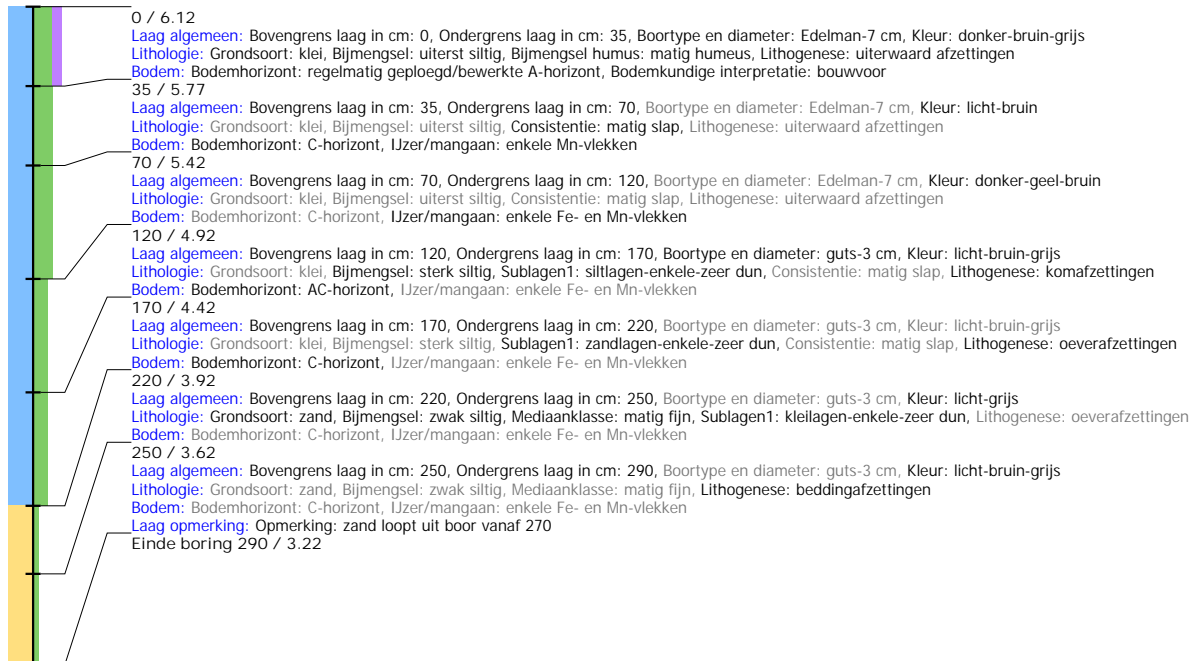 0 / 6.12
Laag algemeen: Bovengrens laag in cm: 0, Ondergrens laag in cm: 35, Boortype en diameter: Edelman-7 cm, Kleur: donker-bruin-grijs
Lithologie: Grondsoort: klei, Bijmengsel: uiterst siltig, Bijmengsel humus: matig humeus, Lithogenese: uiterwaard afzettingen
Bodem: Bodemhorizont: regelmatig geploegd/bewerkte A-horizont, Bodemkundige interpretatie: bouwvoor
35 / 5.77
Laag algemeen: Bovengrens laag in cm: 35, Ondergrens laag in cm: 70, Boortype en diameter: Edelman-7 cm, Kleur: licht-bruin
Lithologie: Grondsoort: klei, Bijmengsel: uiterst siltig, Consistentie: matig slap, Lithogenese: uiterwaard afzettingen
Bodem: Bodemhorizont: C-horizont, IJzer/mangaan: enkele Mn-vlekken
70 / 5.42
Laag algemeen: Bovengrens laag in cm: 70, Ondergrens laag in cm: 120, Boortype en diameter: Edelman-7 cm, Kleur: donker-geel-bruin
Lithologie: Grondsoort: klei, Bijmengsel: uiterst siltig, Consistentie: matig slap, Lithogenese: uiterwaard afzettingen
Bodem: Bodemhorizont: C-horizont, IJzer/mangaan: enkele Fe- en Mn-vlekken
120 / 4.92
Laag algemeen: Bovengrens laag in cm: 120, Ondergrens laag in cm: 170, Boortype en diameter: guts-3 cm, Kleur: licht-bruin-grijs
Lithologie: Grondsoort: klei, Bijmengsel: sterk siltig, Sublagen1: siltlagen-enkele-zeer dun, Consistentie: matig slap, Lithogenese: komafzettingen
Bodem: Bodemhorizont: AC-horizont, IJzer/mangaan: enkele Fe- en Mn-vlekken
170 / 4.42
Laag algemeen: Bovengrens laag in cm: 170, Ondergrens laag in cm: 220, Boortype en diameter: guts-3 cm, Kleur: licht-bruin-grijs
Lithologie: Grondsoort: klei, Bijmengsel: sterk siltig, Sublagen1: zandlagen-enkele-zeer dun, Consistentie: matig slap, Lithogenese: oeverafzettingen
Bodem: Bodemhorizont: C-horizont, IJzer/mangaan: enkele Fe- en Mn-vlekken
220 / 3.92
Laag algemeen: Bovengrens laag in cm: 220, Ondergrens laag in cm: 250, Boortype en diameter: guts-3 cm, Kleur: licht-grijs
Lithologie: Grondsoort: zand, Bijmengsel: zwak siltig, Mediaanklasse: matig fijn, Sublagen1: kleilagen-enkele-zeer dun, Lithogenese: oeverafzettingen
Bodem: Bodemhorizont: C-horizont, IJzer/mangaan: enkele Fe- en Mn-vlekken
250 / 3.62
Laag algemeen: Bovengrens laag in cm: 250, Ondergrens laag in cm: 290, Boortype en diameter: guts-3 cm, Kleur: licht-bruin-grijs
Lithologie: Grondsoort: zand, Bijmengsel: zwak siltig, Mediaanklasse: matig fijn, Lithogenese: beddingafzettingen
Bodem: Bodemhorizont: C-horizont, IJzer/mangaan: enkele Fe- en Mn-vlekken
Laag opmerking: Opmerking: zand loopt uit boor vanaf 270
Einde boring 290 / 3.22